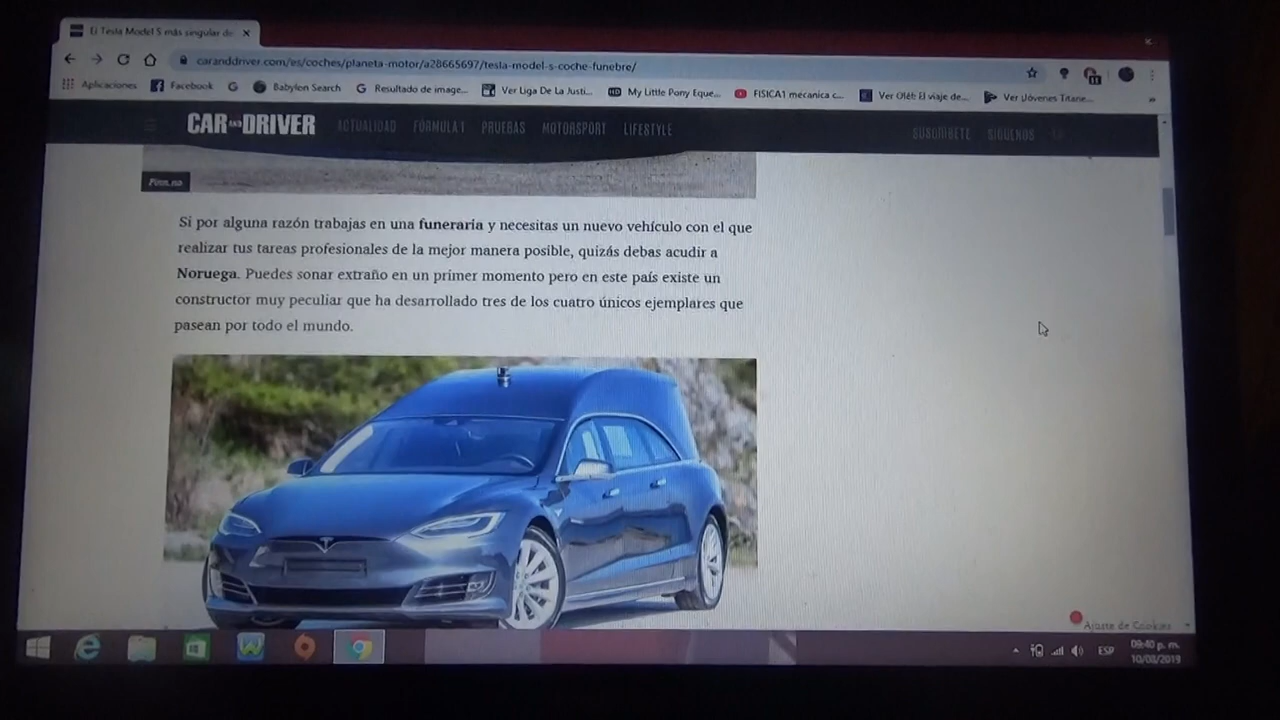 El Tesla Model S más singular de
caranddriver.com/es/coches/planeta-motor/a28665697/tesla-model-s-coche-funebre/
Aplicaciones Facebook Babylon Search Resultado de image... Ver Liga De La Justi... My Little Pony Eque... FISICA1 mecanica c... Ver Olé!: El viaje de... Ver Jóvenes Titane...
CAR AND DRIVER ACTUALIDAD FÓRMULA 1 PRUEBAS MOTORSPORT LIFESTYLE SUSCRÍBETE SÍGUENOS
Finn.no
Si por alguna razón trabajas en una funeraria y necesitas un nuevo vehículo con el que
realizar tus tareas profesionales de la mejor manera posible, quizás debas acudir a
Noruega. Puedes sonar extraño en un primer momento pero en este país existe un
constructor muy peculiar que ha desarrollado tres de los cuatro únicos ejemplares que
pasean por todo el mundo.
Ajuste de Cookies
ESP
09:40 p. m.
10/08/2019